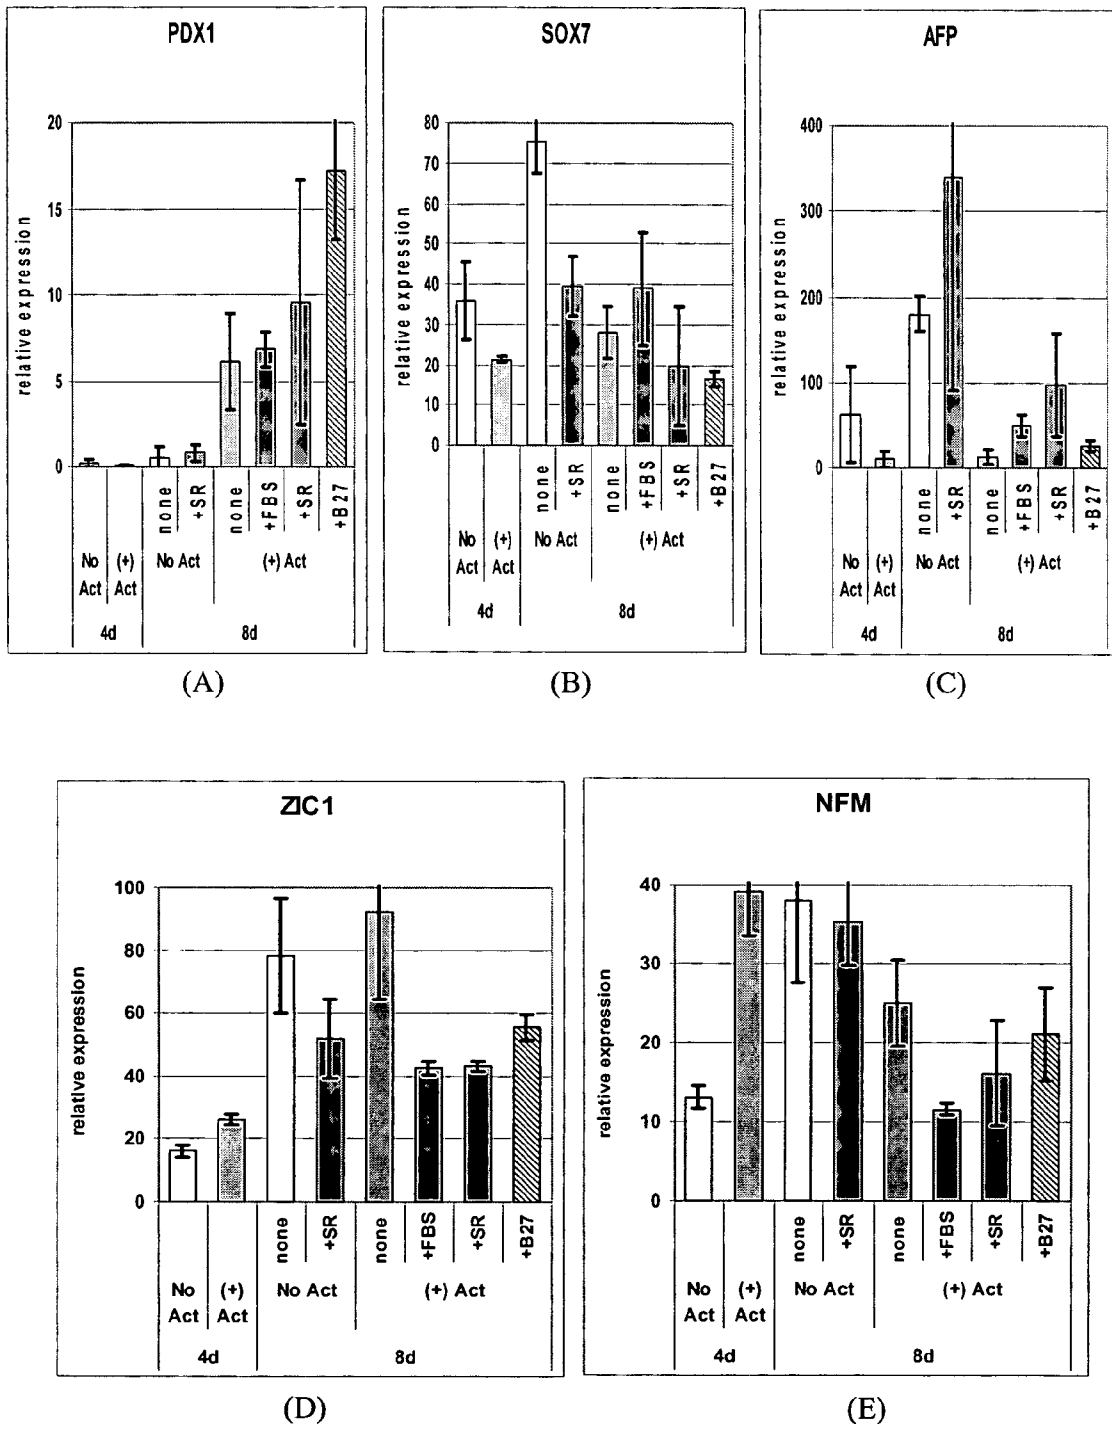 PDX1
relative expression
20
15
10
5
0
none
+SR
none
+FBS
+SR
+B27
No Act
(+) Act
No Act
(+) Act
4d
8d
(A)
SOX7
relative expression
80
70
60
50
40
30
20
10
0
none
+SR
none
+FBS
+SR
+B27
No Act
(+) Act
No Act
(+) Act
4d
8d
(B)
AFP
relative expression
400
300
200
100
0
none
+SR
none
+FBS
+SR
+B27
No Act
(+) Act
No Act
(+) Act
4d
8d
(C)
ZIC1
relative expression
100
80
60
40
20
0
none
+SR
none
+FBS
+SR
+B27
No Act
(+) Act
No Act
(+) Act
4d
8d
(D)
NFM
relative expression
40
30
20
10
0
none
+SR
none
+FBS
+SR
+B27
No Act
(+) Act
No Act
(+) Act
4d
8d
(E)